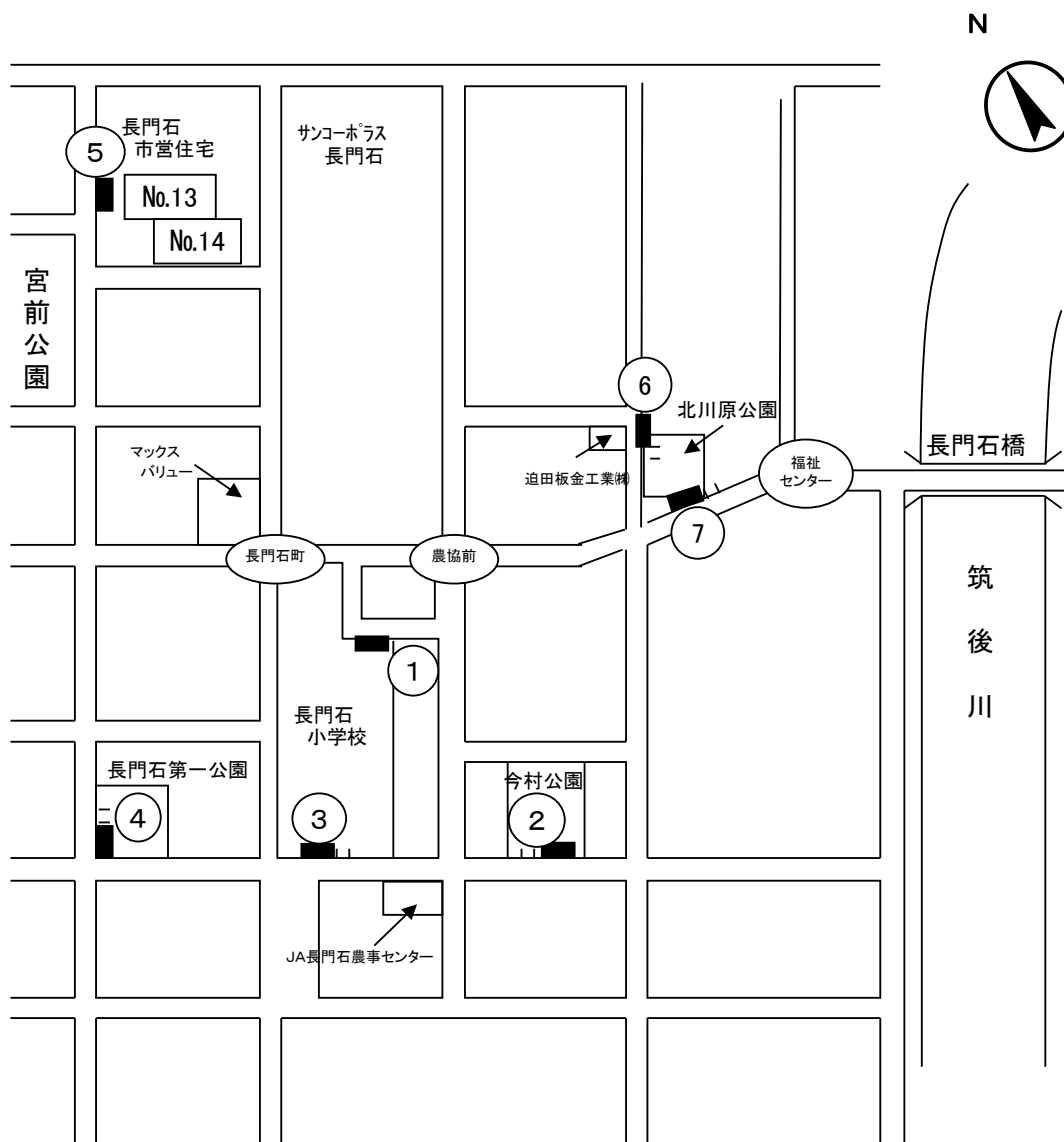 N
長門石
市営住宅
サンコーポラス
長門石
5
No.13
No.14
宮前公園
6
北川原公園
長門石橋
マックス
バリュー
迫田板金工業㈱
福祉
センター
7
長門石町
農協前
筑後川
1
長門石
小学校
長門石第一公園
今村公園
4
3
2
JA長門石農事センター